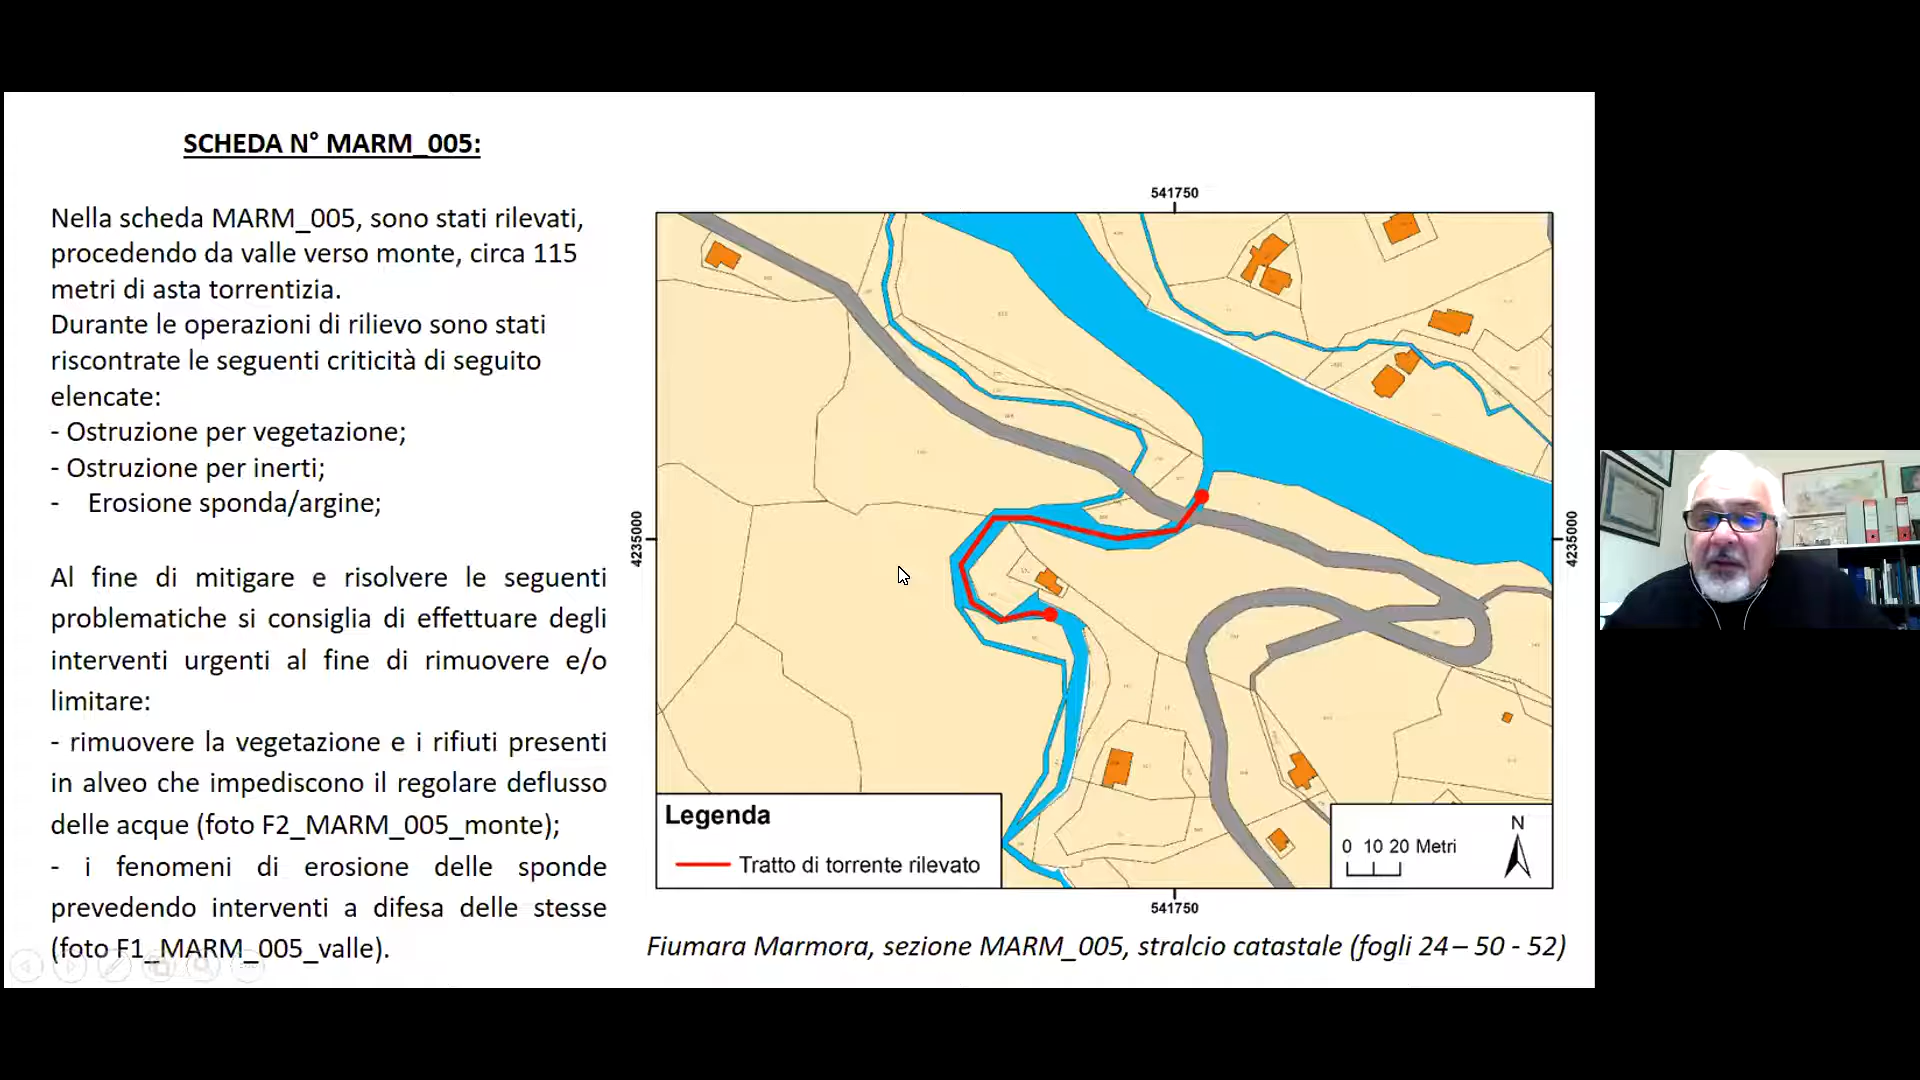 SCHEDA N° MARM_005:
Nella scheda MARM_005, sono stati rilevati,
procedendo da valle verso monte, circa 115
metri di asta torrentizia.
Durante le operazioni di rilievo sono stati
riscontrate le seguenti criticità di seguito
elencate:
- Ostruzione per vegetazione;
- Ostruzione per inerti;
- Erosione sponda/argine;
Al fine di mitigare e risolvere le seguenti
problematiche si consiglia di effettuare degli
interventi urgenti al fine di rimuovere e/o
limitare:
- rimuovere la vegetazione e i rifiuti presenti
in alveo che impediscono il regolare deflusso
delle acque (foto F2_MARM_005_monte);
- i fenomeni di erosione delle sponde
prevedendo interventi a difesa delle stesse
(foto F1_MARM_005_valle).
541750
4235000
4235000
Legenda
Tratto di torrente rilevato
0 10 20 Metri
N
541750
Fiumara Marmora, sezione MARM_005, stralcio catastale (fogli 24 – 50 - 52)